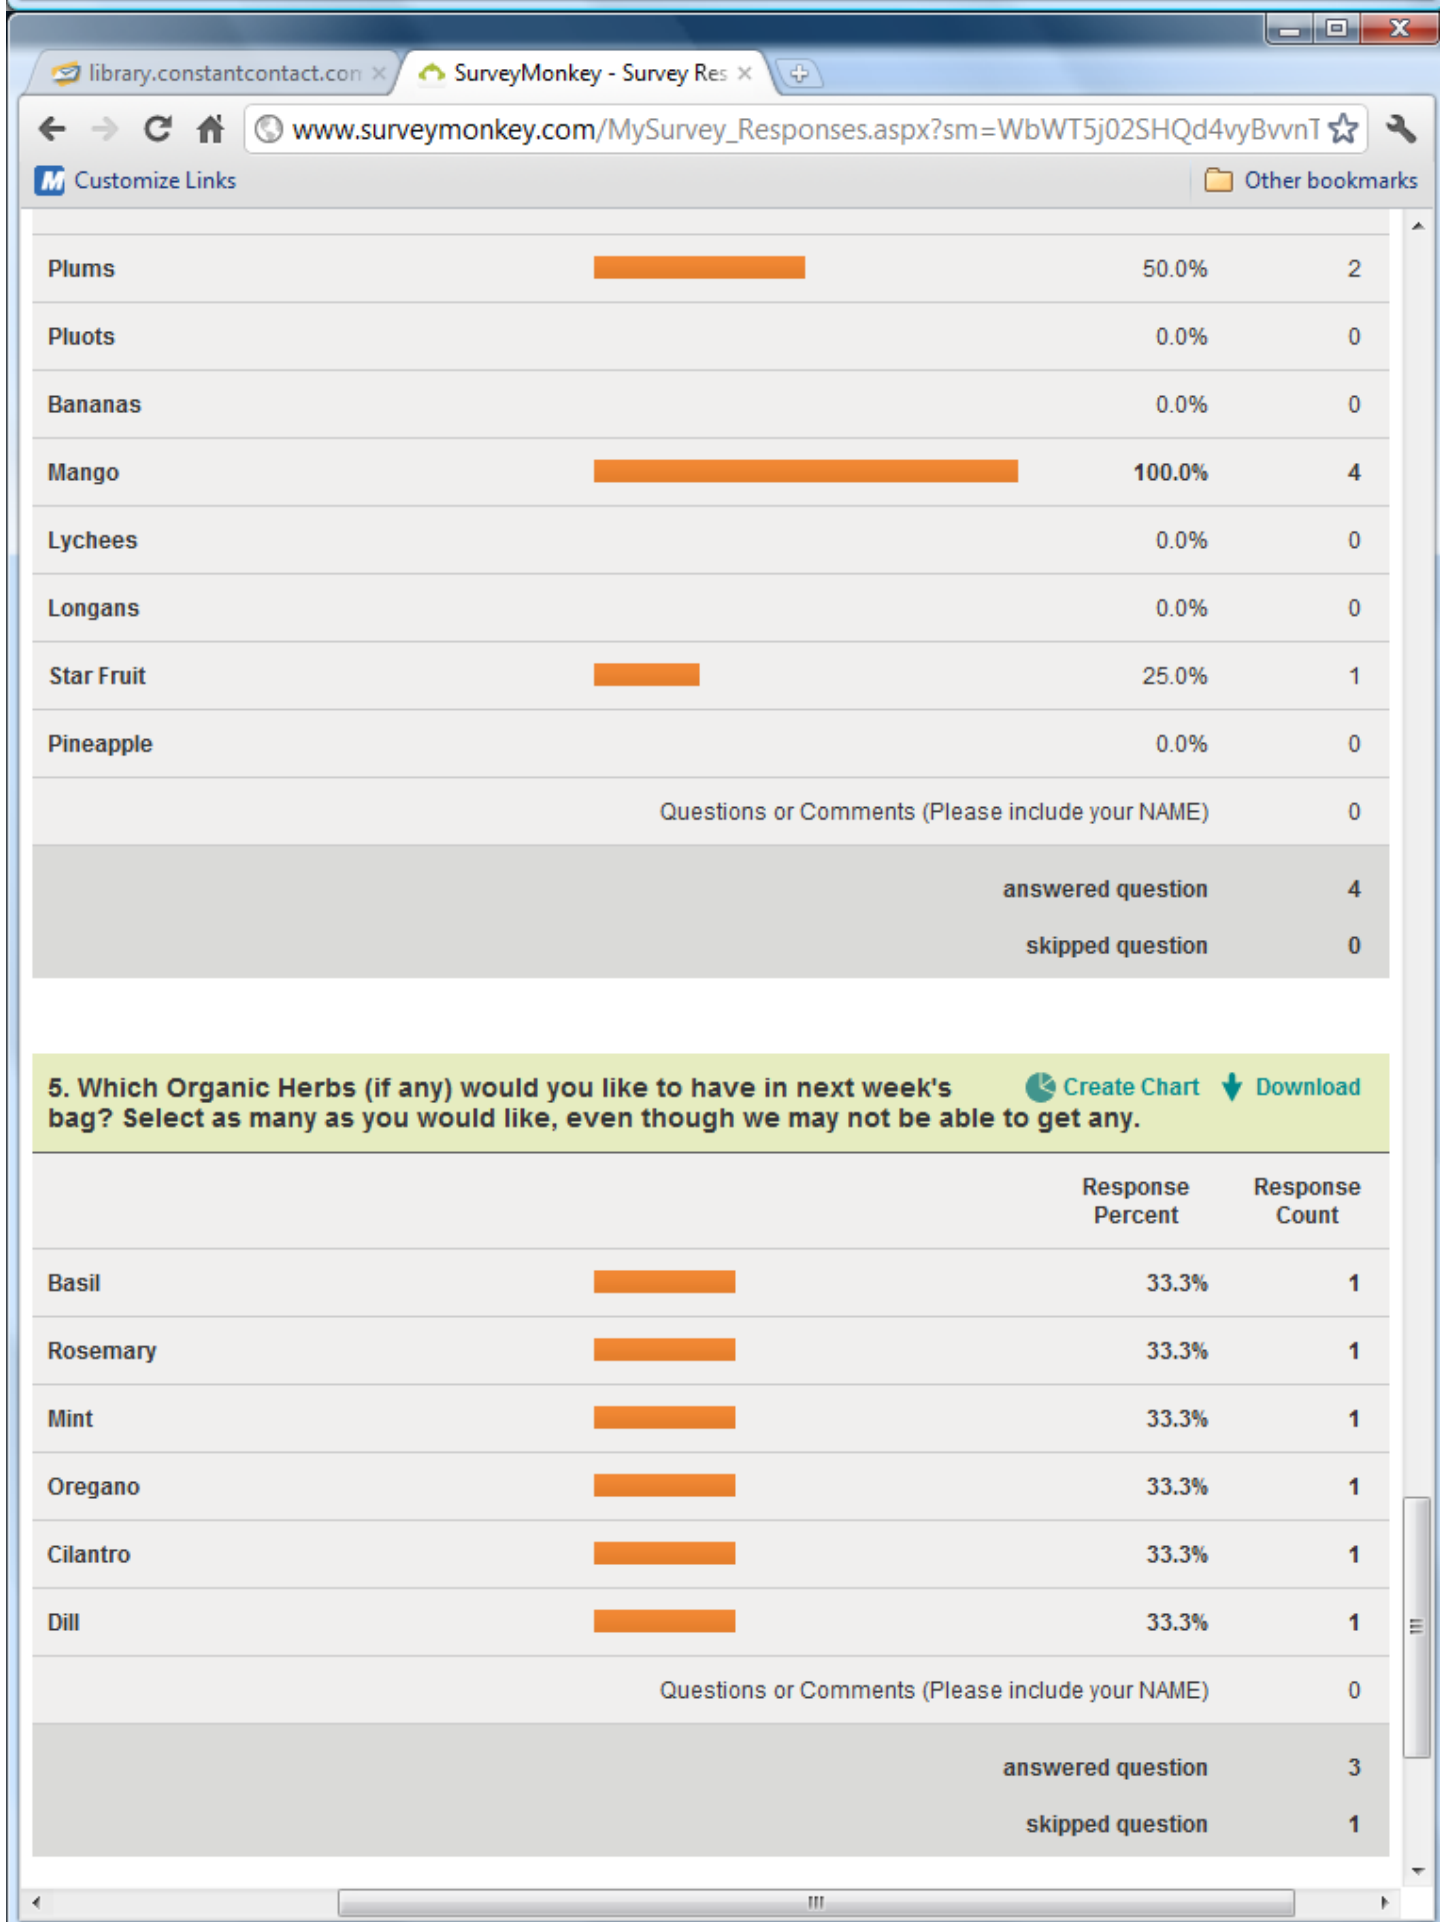 library.constantcontact.con
SurveyMonkey - Survey Res
www.surveymonkey.com/MySurvey_Responses.aspx?sm=WbWT5j02SHQd4vyBvvnT
Customize Links
Other bookmarks
Plums 50.0% 2
Pluots 0.0% 0
Bananas 0.0% 0
Mango 100.0% 4
Lychees 0.0% 0
Longans 0.0% 0
Star Fruit 25.0% 1
Pineapple 0.0% 0
Questions or Comments (Please include your NAME) 0
answered question 4
skipped question 0
5. Which Organic Herbs (if any) would you like to have in next week's Create Chart Download
bag? Select as many as you would like, even though we may not be able to get any.
Response Response
Percent Count
Basil 33.3% 1
Rosemary 33.3% 1
Mint 33.3% 1
Oregano 33.3% 1
Cilantro 33.3% 1
Dill 33.3% 1
Questions or Comments (Please include your NAME) 0
answered question 3
skipped question 1